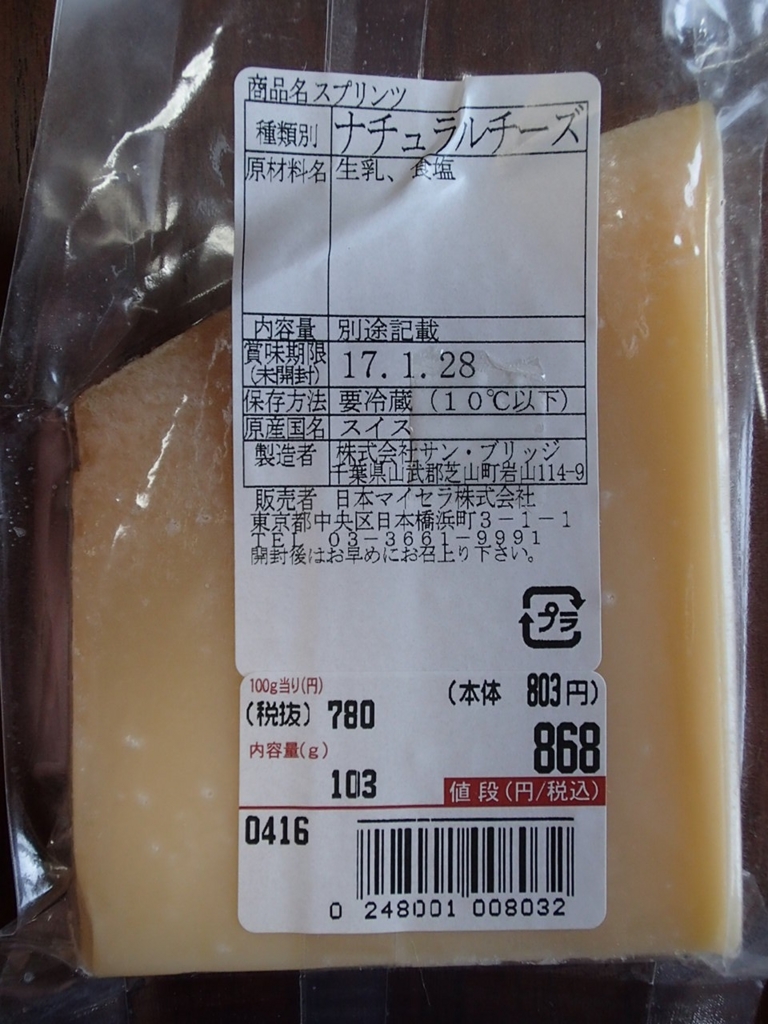 商品名スプリンツ
種類別 ナチュラルチーズ
原材料名 生乳、食塩
内容量 別途記載
賞味期限
(未開封) 17.1.28
保存方法 要冷蔵(10℃以下)
原産国名 スイス
製造者 株式会社サン・ブリッジ
千葉県山武郡芝山町岩山114-9
販売者 日本マイセラ株式会社
東京都中央区日本橋浜町3-1-1
TEL 03-3661-9991
開封後はお早めにお召上り下さい。
プラ
100g当り(円)
(税抜) 780
(本体 803円)
内容量(g)
103
868
値段(円/税込)
0416
0 248001 008032